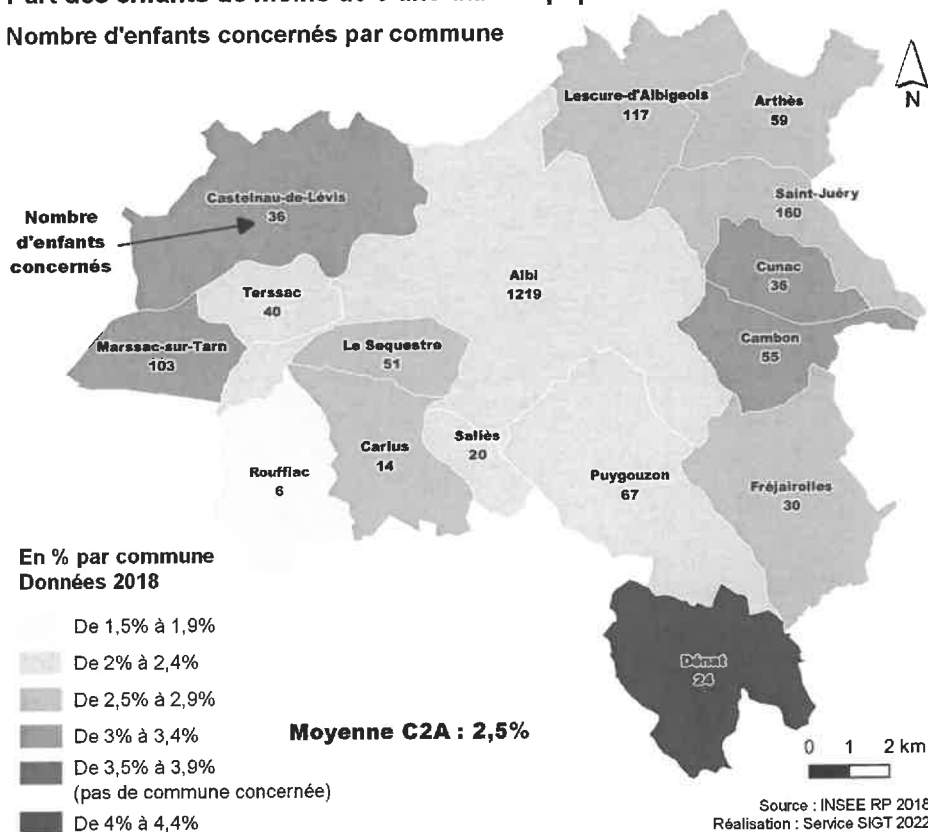 Nombre d'enfants concernés par commune
N
Lescure-d'Albigeois
117
Arthès
59
Castelnau-de-Lévis
36
Saint-Juéry
160
Nombre
d'enfants
concernés
Albi
1219
Cunac
36
Terssac
40
Cambon
55
Marssac-sur-Tarn
103
Le Sequestre
51
Carlus
14
Saliès
20
Rouffiac
6
Puygouzon
67
Fréjairolles
30
En % par commune
Données 2018
De 1,5% à 1,9%
De 2% à 2,4%
De 2,5% à 2,9%
De 3% à 3,4%
De 3,5% à 3,9%
(pas de commune concernée)
De 4% à 4,4%
Moyenne C2A : 2,5%
Dénat
24
0 1 2 km
Source : INSEE RP 2018
Réalisation : Service SIGT 2022